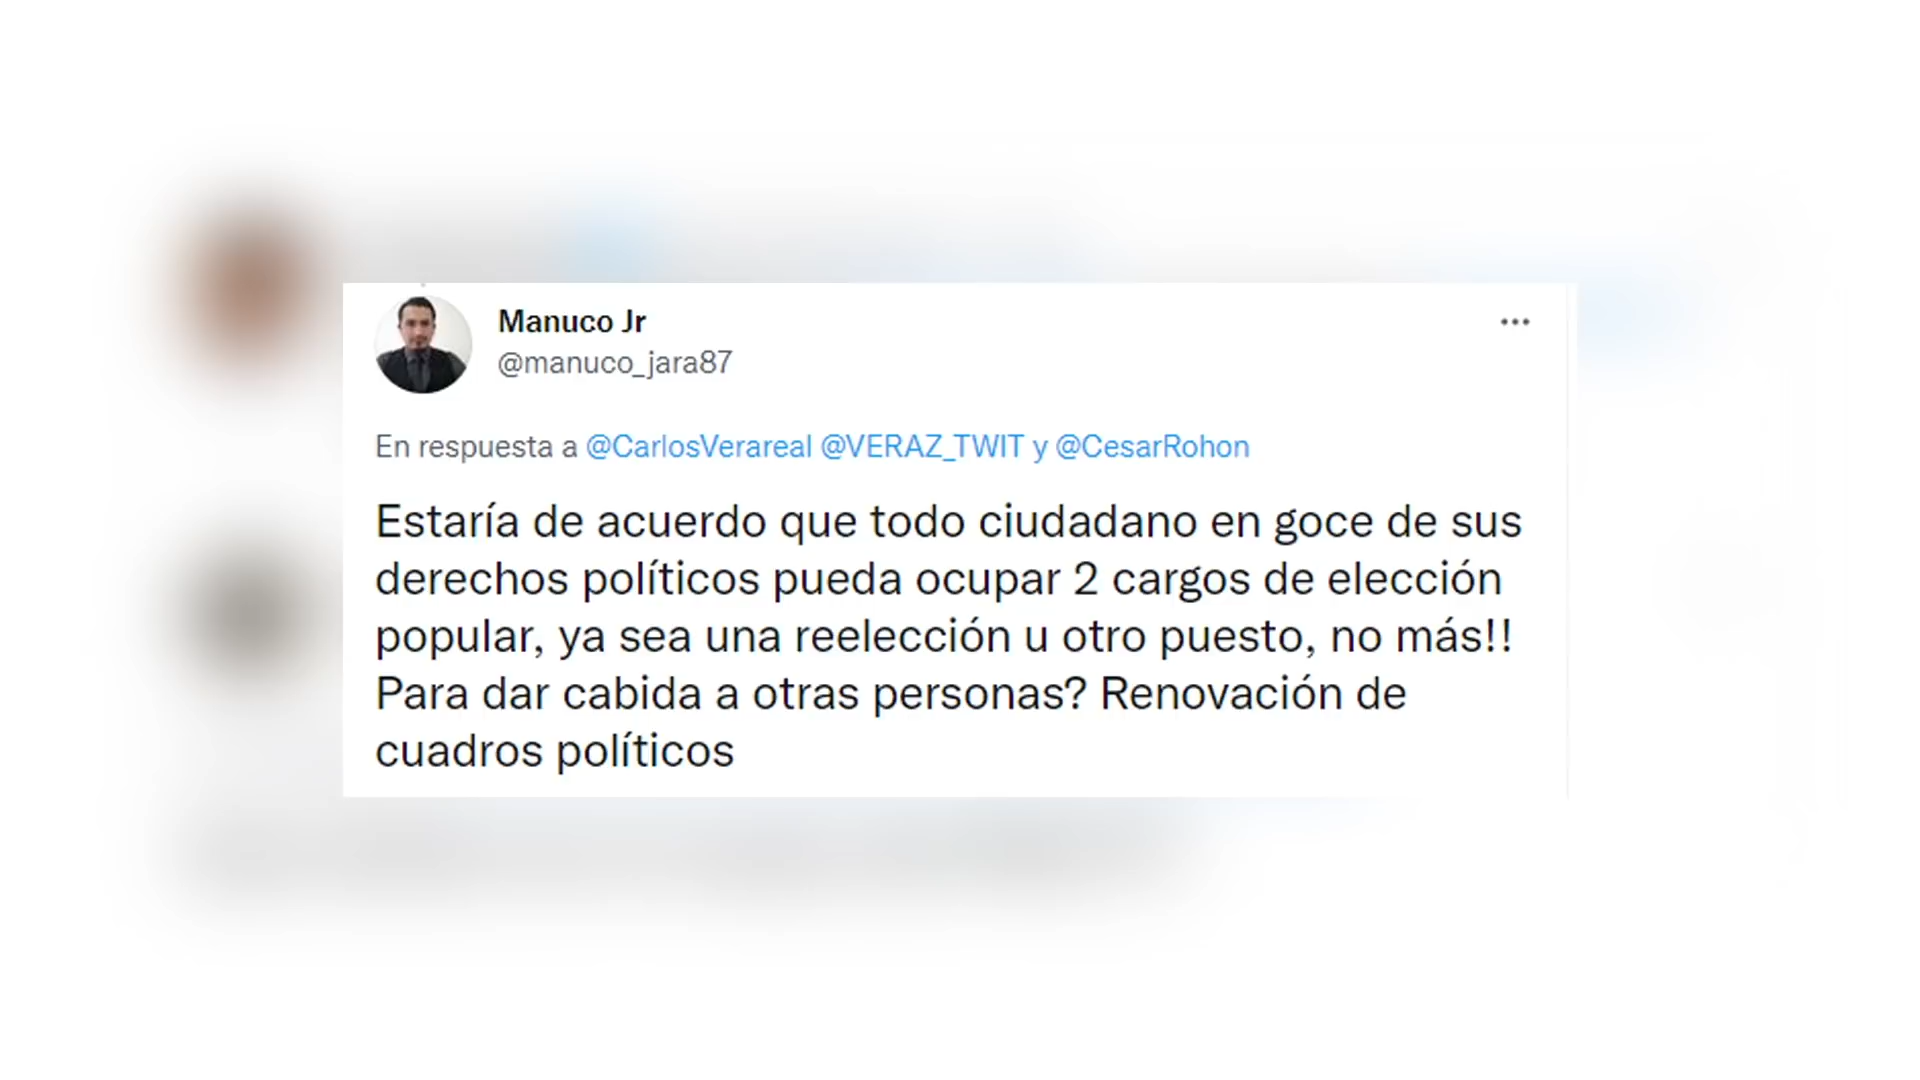 Manuco Jr
@manuco_jara87
En respuesta a @CarlosVerareal @VERAZ_TWIT y @CesarRohon
Estaría de acuerdo que todo ciudadano en goce de sus
derechos políticos pueda ocupar 2 cargos de elección
popular, ya sea una reelección u otro puesto, no más!!
Para dar cabida a otras personas? Renovación de
cuadros políticos